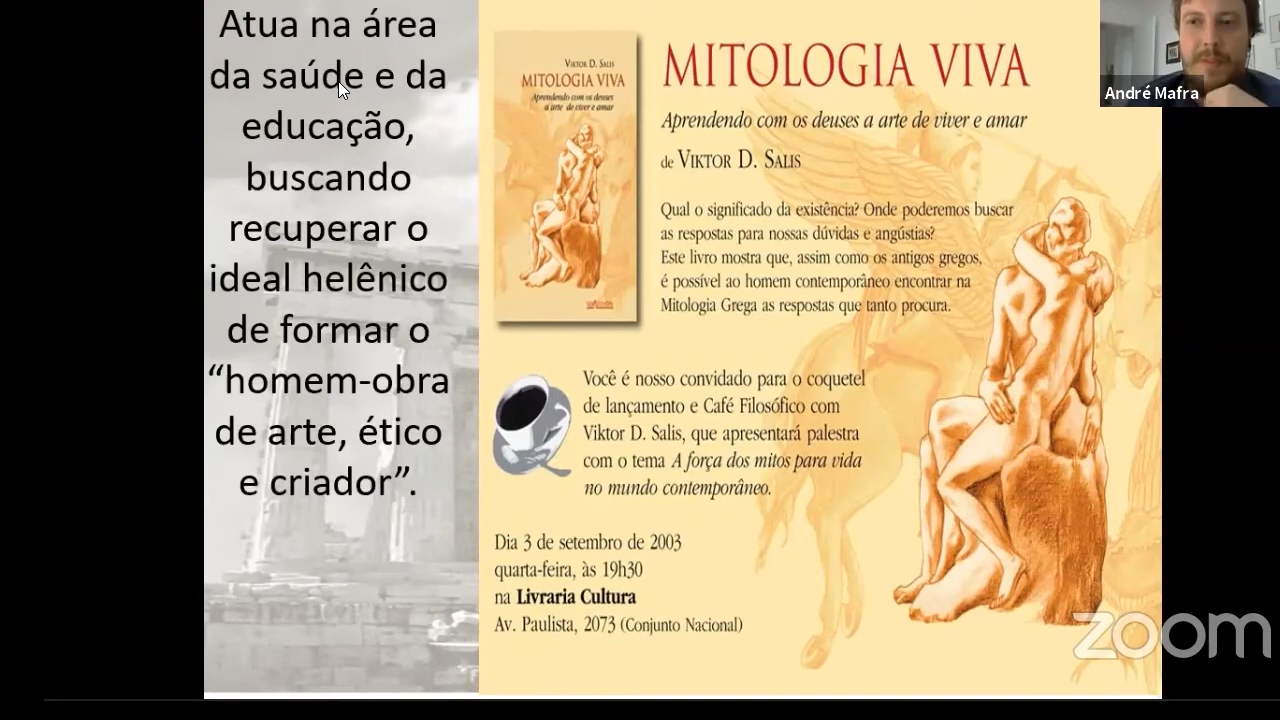 Atua na área
da saúde e da
educação,
buscando
recuperar o
ideal helênico
de formar o
“homem-obra
de arte, ético
e criador”.
VIKTOR D. SALIS
MITOLOGIA VIVA
Aprendendo com os deuses
a arte de viver e amar
MITOLOGIA VIVA
Aprendendo com os deuses a arte de viver e amar
de VIKTOR D. SALIS
Qual o significado da existência? Onde poderemos buscar
as respostas para nossas dúvidas e angústias?
Este livro mostra que, assim como os antigos gregos,
é possível ao homem contemporâneo encontrar na
Mitologia Grega as respostas que tanto procura.
Você é nosso convidado para o coquetel
de lançamento e Café Filosófico com
Viktor D. Salis, que apresentará palestra
com o tema A força dos mitos para vida
no mundo contemporâneo.
Dia 3 de setembro de 2003
quarta-feira, às 19h30
na Livraria Cultura
Av. Paulista, 2073 (Conjunto Nacional)
André Mafra
zoom